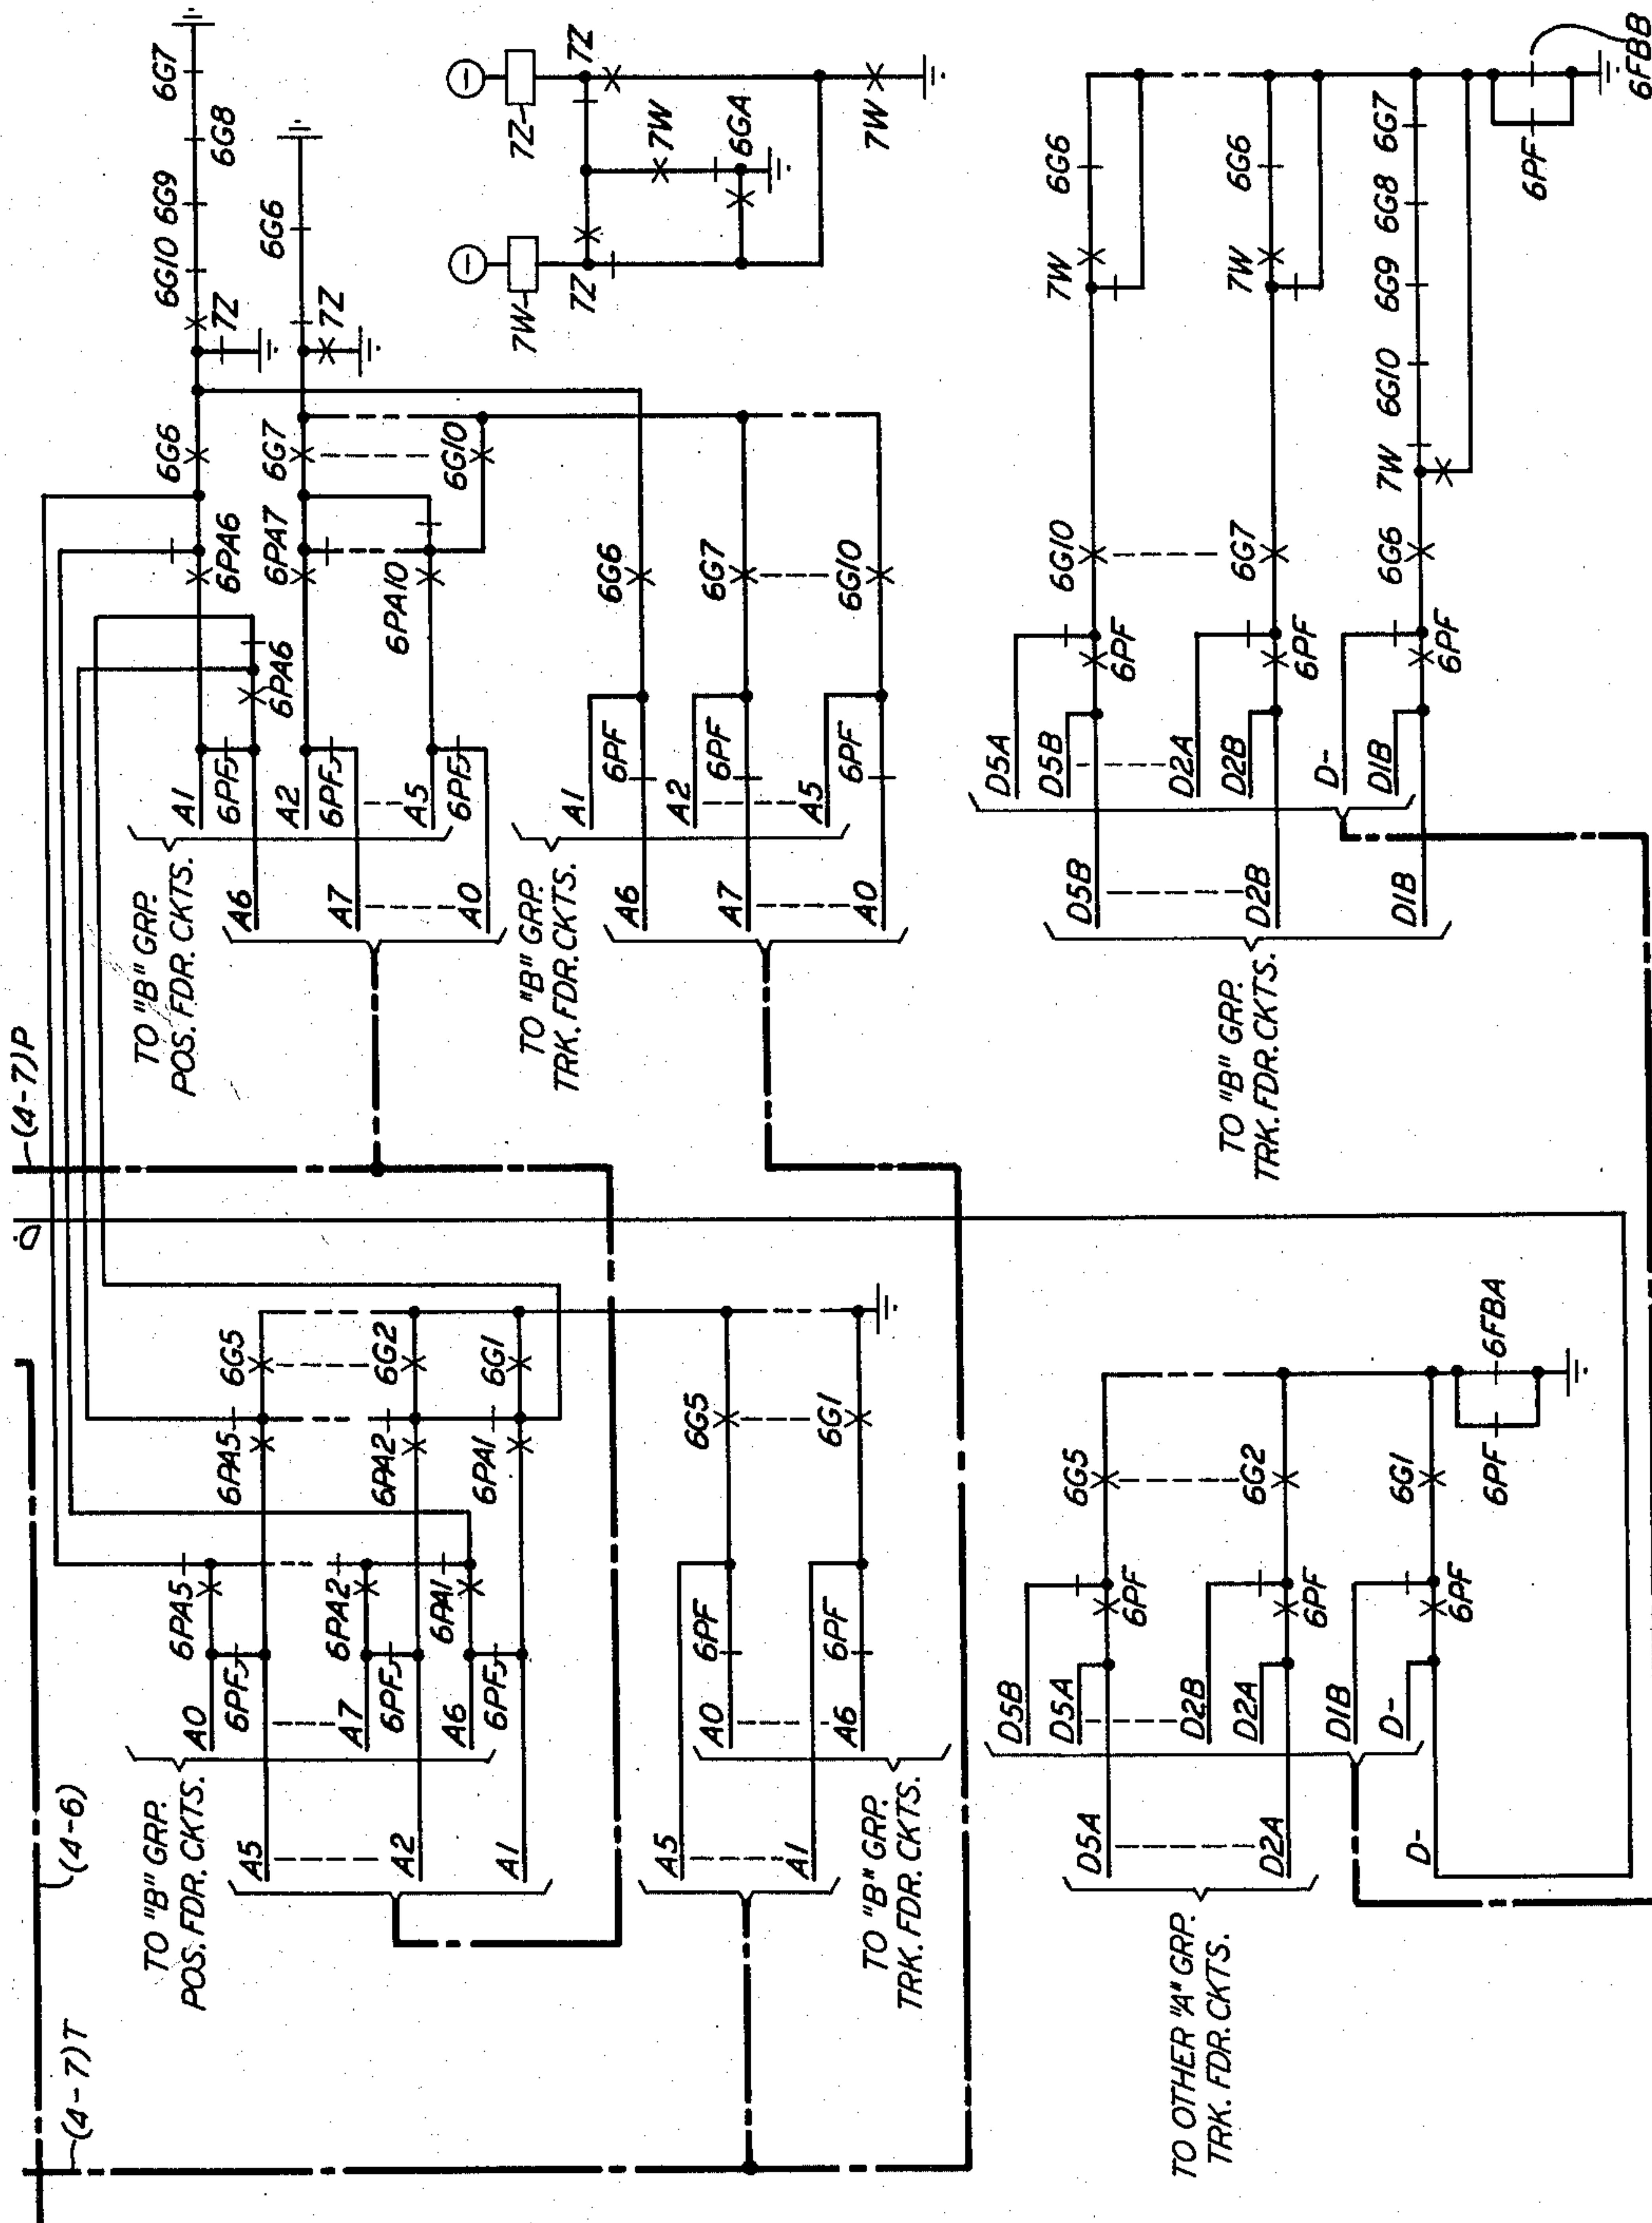 (4-7)P
(4-6)
(4-7)T
D-
6G7
6G8
6G9
6G10
7Z
6G6
7Z
6G6
6G7
6G10
6PA6
6PA7
6PA10
6PA6
A1
6PF
A2
6PF
A5
6PF
TO "B" GRP.
POS. FDR. CKTS.
A6
A7
A0
7Z
7Z
7W
6GA
7W
7Z
7W
6G6
6G7
6G10
A1
6PF
A2
6PF
A5
6PF
TO "B" GRP.
TRK. FDR. CKTS.
A6
A7
A0
6G6
7W
6G6
7W
6G7
6G8
6G9
6G10
7W
6PF
6FBB
6G10
6G7
6G6
6PF
6PF
6PF
D5A
D5B
D2A
D2B
D-
D1B
D5B
D2B
D1B
TO "B" GRP.
TRK. FDR. CKTS.
6G5
6G2
6G1
6PA5
6PA2
6PA1
6PA5
6PA2
6PA1
A0
6PF
A7
6PF
A6
6PF
TO "B" GRP.
POS. FDR. CKTS.
A5
A2
A1
6G5
6G1
6PF
6PF
A0
A6
A5
A1
TO "B" GRP.
TRK. FDR. CKTS.
6G5
6G2
6G1
6FBA
6PF
6PF
6PF
6PF
D5B
D5A
D2B
D2A
D1B
D-
D5A
D2A
D-
TO OTHER "A" GRP.
TRK. FDR. CKTS.